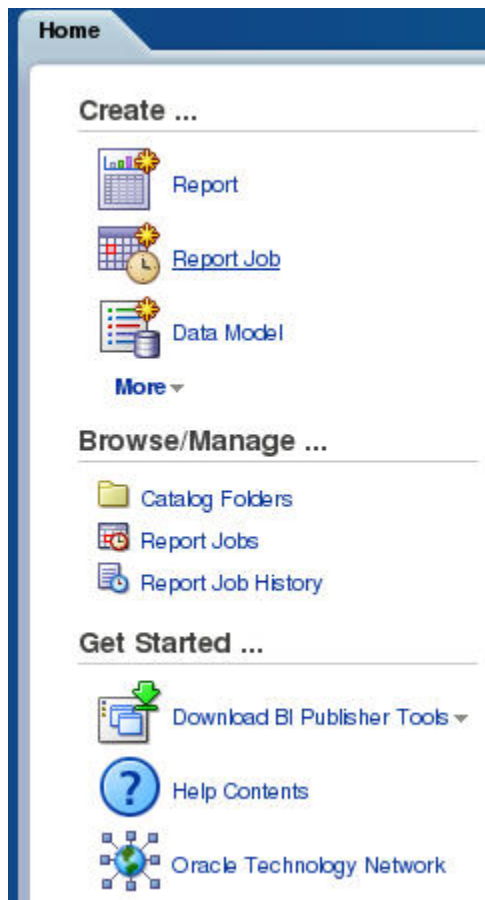 Home
Create ...
Report
Report Job
Data Model
More
Browse/Manage ...
Catalog Folders
Report Jobs
Report Job History
Get Started ...
Download BI Publisher Tools
?
Help Contents
Oracle Technology Network